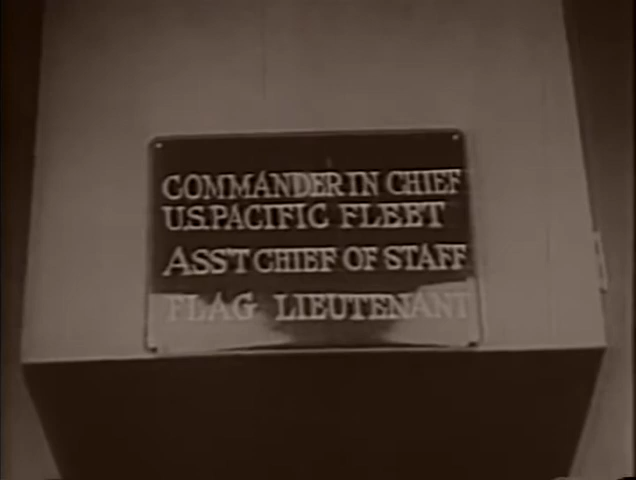 COMMANDER IN CHIEF
U.S. PACIFIC FLEET
ASS'T CHIEF OF STAFF
FLAG LIEUTENANT